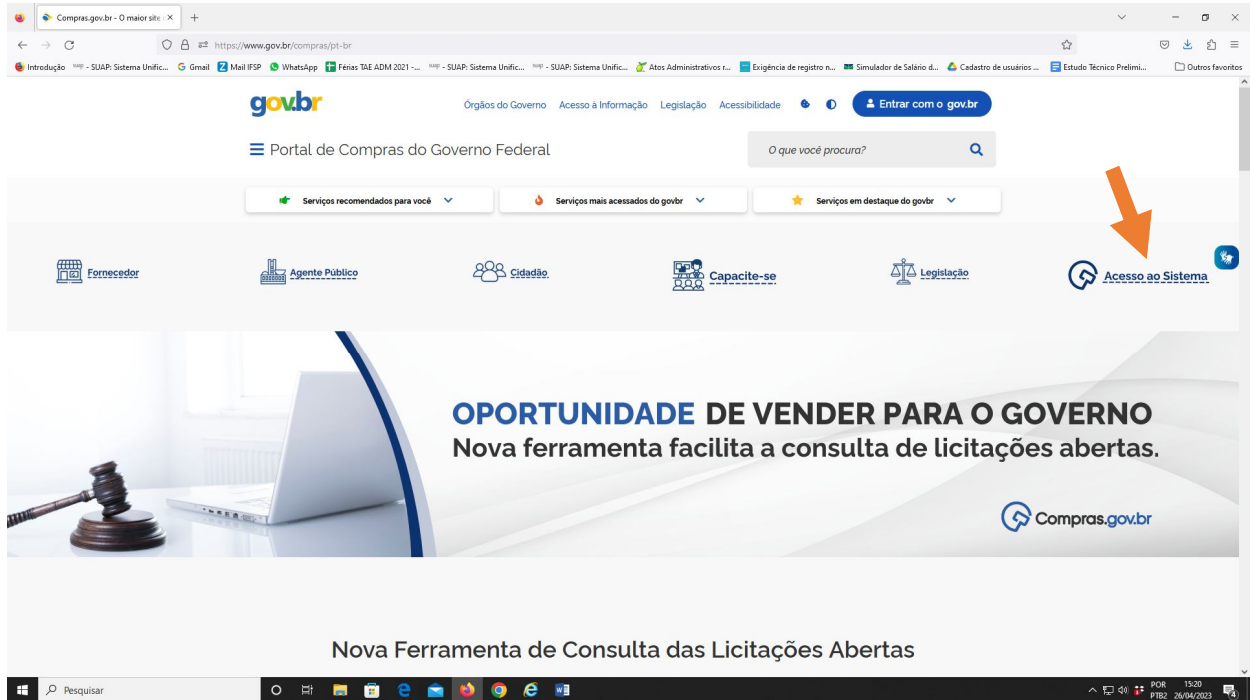 Compras.gov.br - O maior site
https://www.gov.br/compras/pt-br
Introdução - SUAP: Sistema Unific... Gmail Mail IFSP WhatsApp Férias TAE ADM 2021 -... - SUAP: Sistema Unific... - SUAP: Sistema Unific... Atos Administrativos r... Exigência de registro n... Simulador de Salário d... Cadastro de usuários ... Estudo Técnico Prelimi... Outros favoritos
gov.br Órgãos do Governo Acesso à Informação Legislação Acessibilidade Entrar com o gov.br
Portal de Compras do Governo Federal O que você procura?
Serviços recomendados para você Serviços mais acessados do govbr Serviços em destaque do govbr
Fornecedor Agente Público Cidadão Capacite-se Legislação Acesso ao Sistema
OPORTUNIDADE DE VENDER PARA O GOVERNO
Nova ferramenta facilita a consulta de licitações abertas.
Compras.gov.br
Nova Ferramenta de Consulta das Licitações Abertas
Pesquisar POR 15:20
PTB2 26/04/2023